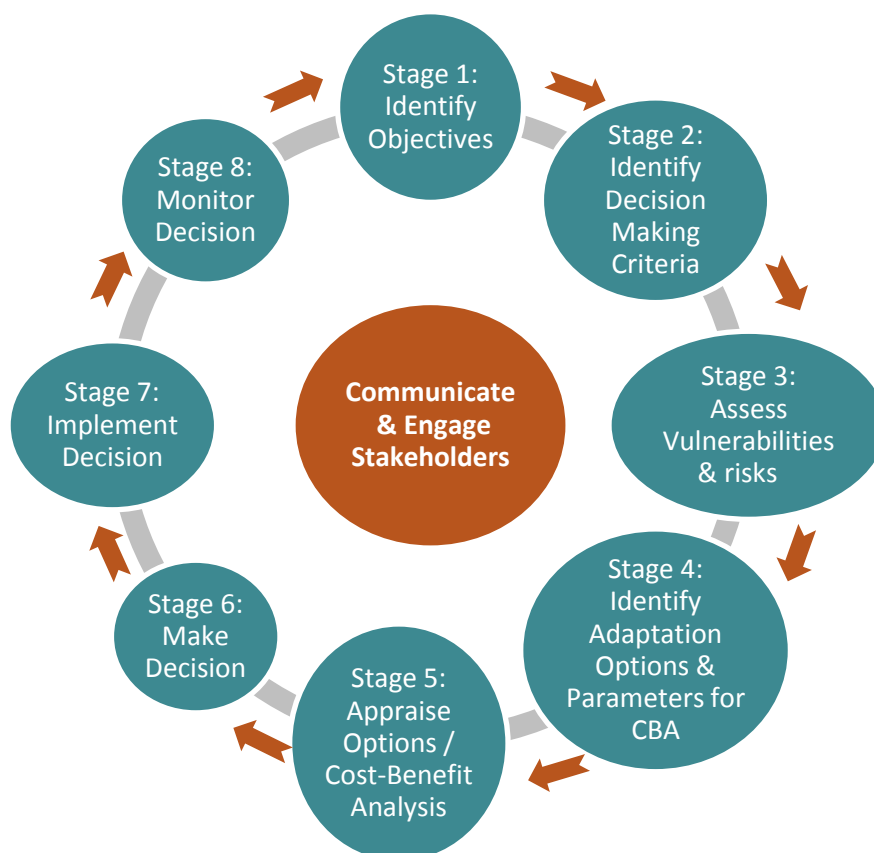 Stage 1:
Identify
Objectives
Stage 2:
Identify
Decision
Making
Criteria
Stage 3:
Assess
Vulnerabilities
& risks
Stage 4:
Identify
Adaptation
Options &
Parameters for
CBA
Stage 5:
Appraise
Options /
Cost-Benefit
Analysis
Stage 6:
Make
Decision
Stage 7:
Implement
Decision
Stage 8:
Monitor
Decision
Communicate
& Engage
Stakeholders